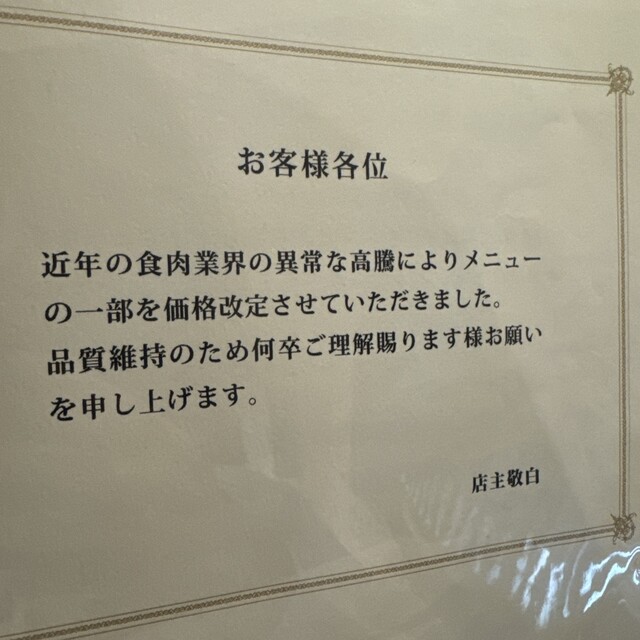 お客様各位
近年の食肉業界の異常な高騰によりメニュー
の一部を価格改定させていただきました。
品質維持のため何卒ご理解賜ります様お願い
を申し上げます。
店主敬白